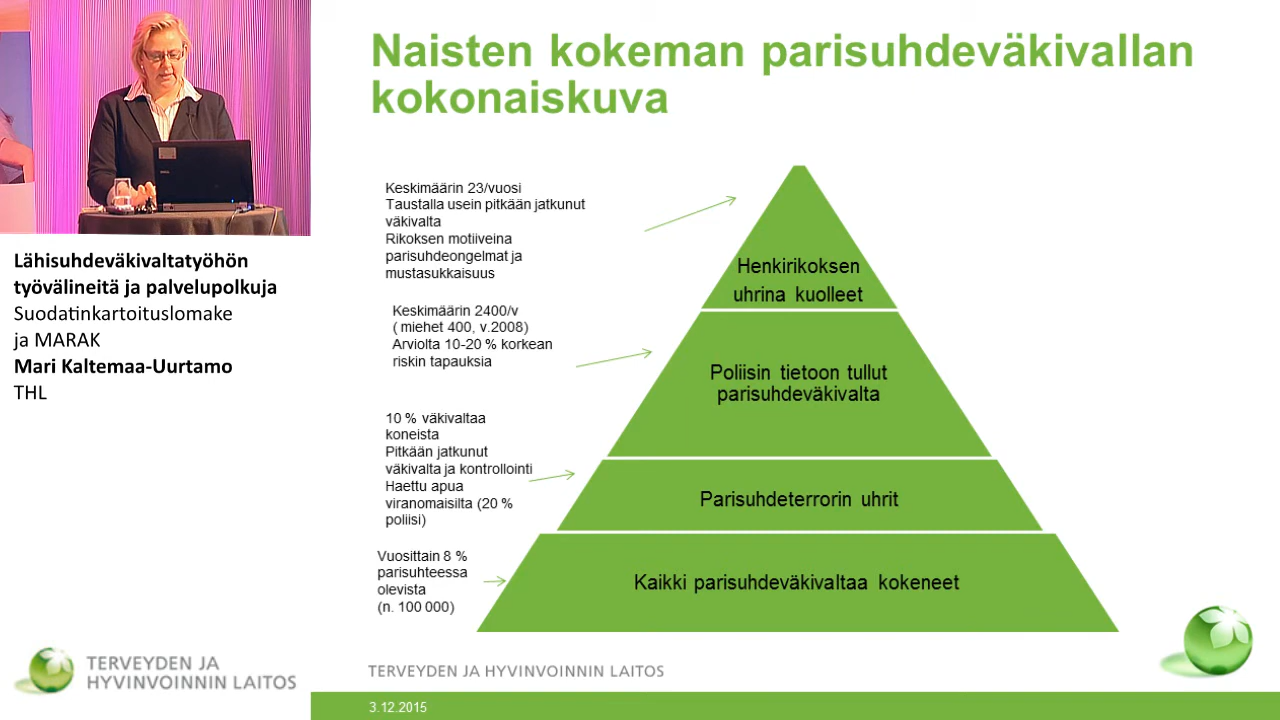 Naisten kokeman parisuhdeväkivallan
kokonaiskuva
Keskimäärin 23/vuosi
Taustalla usein pitkään jatkunut
väkivalta
Rikoksen motiiveina
parisuhdeongelmat ja
mustasukkaisuus
Keskimäärin 2400/v
( miehet 400, v.2008)
Arviolta 10-20 % korkean
riskin tapauksia
10 % väkivaltaa
koneista
Pitkään jatkunut
väkivalta ja kontrollointi
Haettu apua
viranomaisilta (20 %
poliisi)
Vuosittain 8 %
parisuhteessa
olevista
(n. 100 000)
Henkirikoksen
uhrina kuolleet
Poliisin tietoon tullut
parisuhdeväkivalta
Parisuhdeterrorin uhrit
Kaikki parisuhdeväkivaltaa kokeneet
Lähisuhdeväkivaltatyöhön
työvälineitä ja palvelupolkuja
Suodatinkartoituslomake
ja MARAK
Mari Kaltemaa-Uurtamo
THL
TERVEYDEN JA
HYVINVOINNIN LAITOS
TERVEYDEN JA HYVINVOINNIN LAITOS
3.12.2015